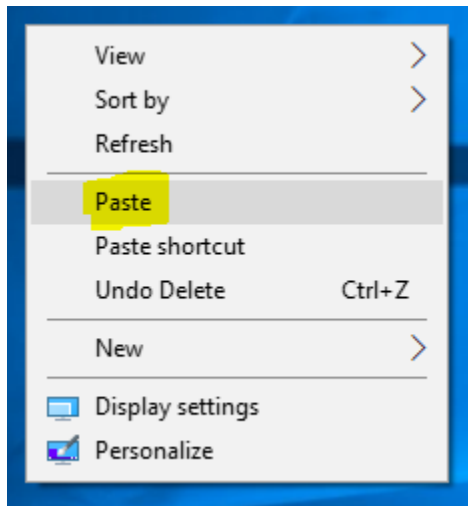 View
Sort by
Refresh
Paste
Paste shortcut
Undo Delete Ctrl+Z
New
Display settings
Personalize